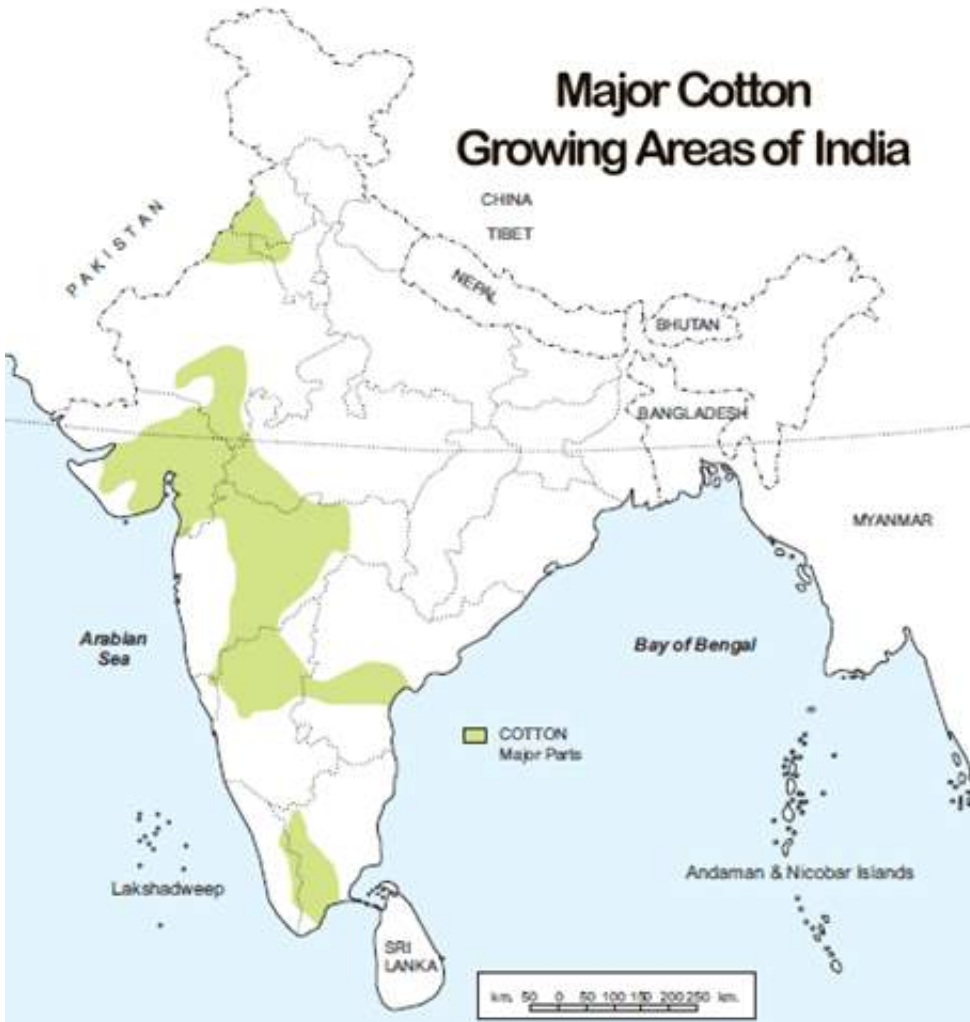 Major Cotton
Growing Areas of India
CHINA
TIBET
PAKISTAN
NEPAL
BHUTAN
BANGLADESH
MYANMAR
Arabian
Sea
Bay of Bengal
COTTON
Major Parts
Lakshadweep
Andaman & Nicobar Islands
SRI
LANKA
km. 50 0 50 100 150 200 250 km.